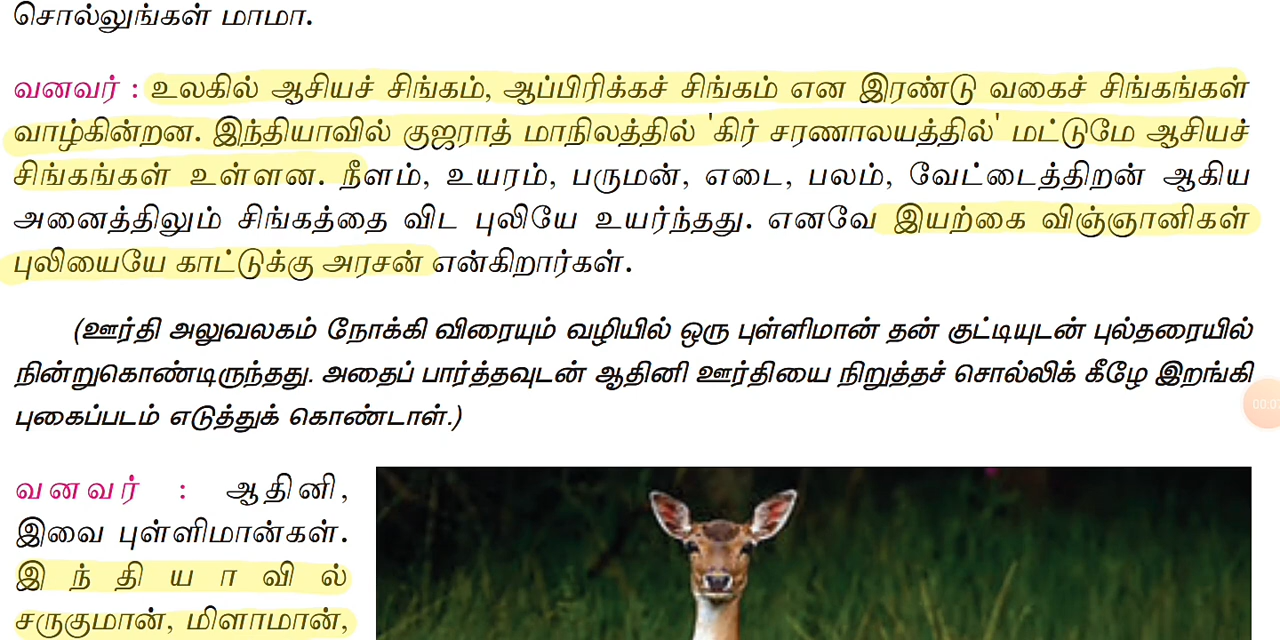 சொல்லுங்கள் மாமா.
வனவர் : உலகில் ஆசியச் சிங்கம், ஆப்பிரிக்கச் சிங்கம் என இரண்டு வகைச் சிங்கங்கள்
வாழ்கின்றன. இந்தியாவில் குஜராத் மாநிலத்தில் 'கிர் சரணாலயத்தில்' மட்டுமே ஆசியச்
சிங்கங்கள் உள்ளன. நீளம், உயரம், பருமன், எடை, பலம், வேட்டைத்திறன் ஆகிய
அனைத்திலும் சிங்கத்தை விட புலியே உயர்ந்தது. எனவே இயற்கை விஞ்ஞானிகள்
புலியையே காட்டுக்கு அரசன் என்கிறார்கள்.
(ஊர்தி அலுவலகம் நோக்கி விரையும் வழியில் ஒரு புள்ளிமான் தன் குட்டியுடன் புல்தரையில்
நின்றுகொண்டிருந்தது. அதைப் பார்த்தவுடன் ஆதினி ஊர்தியை நிறுத்தச் சொல்லிக் கீழே இறங்கி
புகைப்படம் எடுத்துக் கொண்டாள்.)
வனவர் : ஆதினி,
இவை புள்ளிமான்கள்.
இந்தியாவில்
சருகுமான், மிளாமான்,